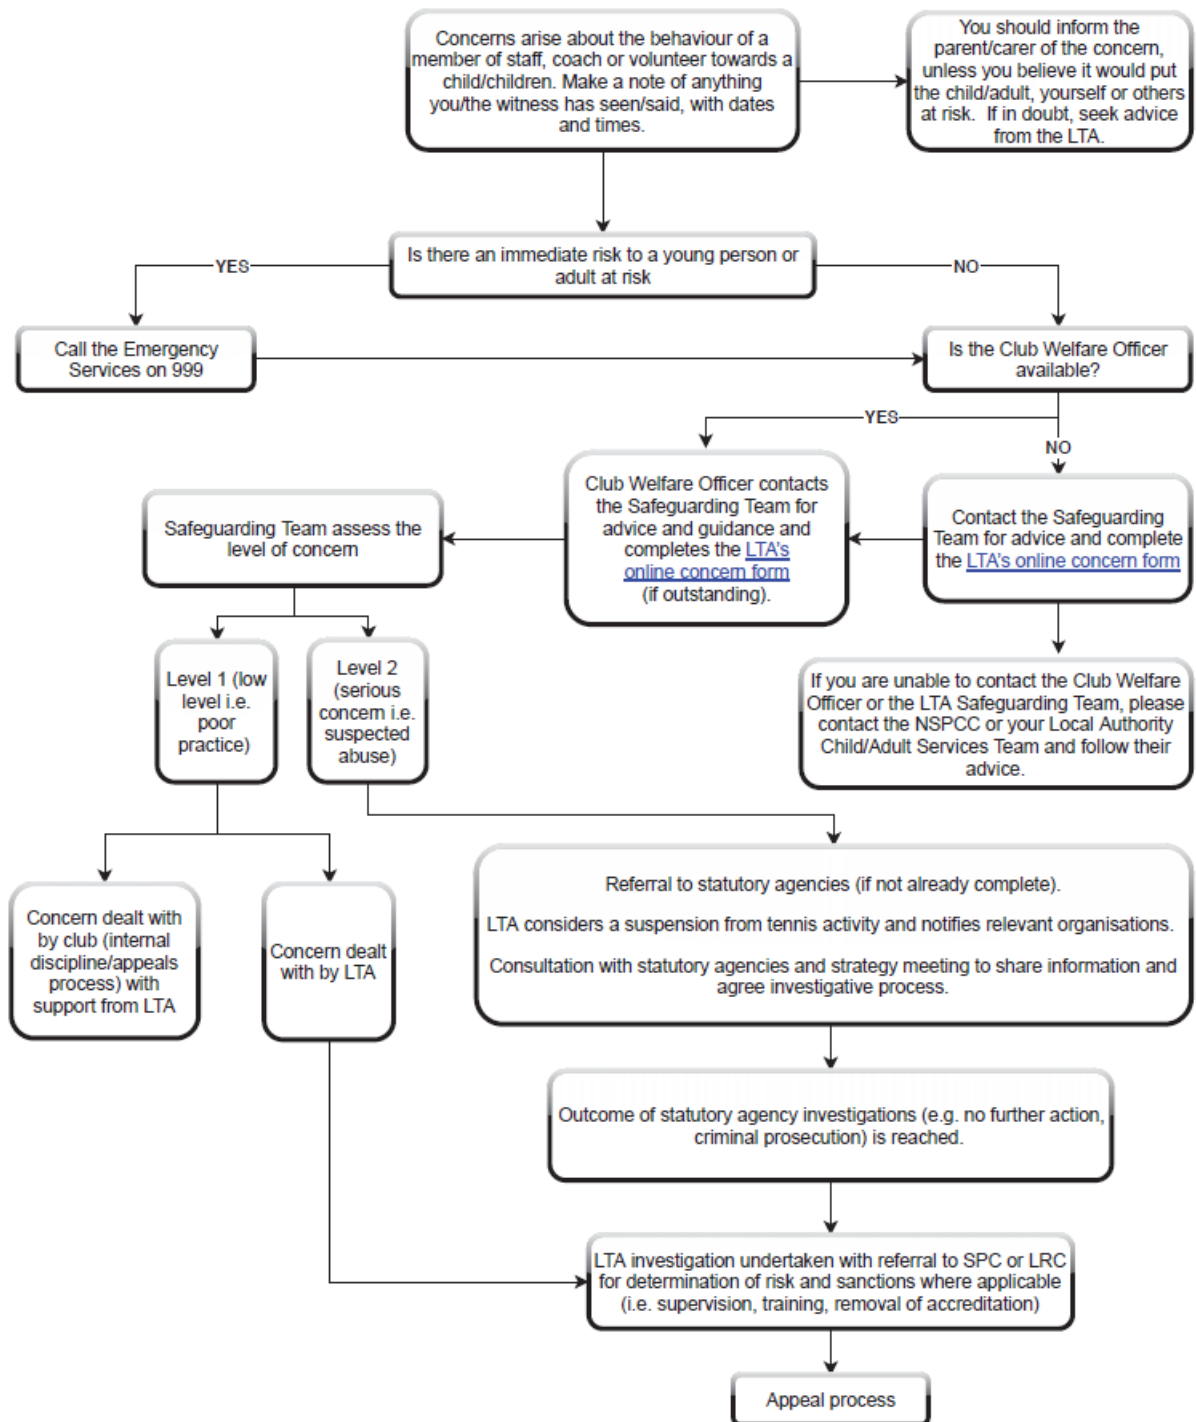 Concerns arise about the behaviour of a
member of staff, coach or volunteer towards a
child/children. Make a note of anything
you/the witness has seen/said, with dates
and times.
You should inform the
parent/carer of the concern,
unless you believe it would put
the child/adult, yourself or others
at risk.  If in doubt, seek advice
from the LTA.
Is there an immediate risk to a young person or
adult at risk
YES
NO
Call the Emergency
Services on 999
Is the Club Welfare Officer
available?
YES
NO
Club Welfare Officer contacts
the Safeguarding Team for
advice and guidance and
completes the LTA's
online concern form
(if outstanding).
Contact the Safeguarding
Team for advice and complete
the LTA's online concern form
Safeguarding Team assess the
level of concern
Level 1 (low
level i.e.
poor
practice)
Level 2
(serious
concern i.e.
suspected
abuse)
If you are unable to contact the Club Welfare
Officer or the LTA Safeguarding Team, please
contact the NSPCC or your Local Authority
Child/Adult Services Team and follow their
advice.
Concern dealt with
by club (internal
discipline/appeals
process) with
support from LTA
Concern dealt
with by LTA
Referral to statutory agencies (if not already complete).
LTA considers a suspension from tennis activity and notifies relevant organisations.
Consultation with statutory agencies and strategy meeting to share information and
agree investigative process.
Outcome of statutory agency investigations (e.g. no further action,
criminal prosecution) is reached.
LTA investigation undertaken with referral to SPC or LRC
for determination of risk and sanctions where applicable
(i.e. supervision, training, removal of accreditation)
Appeal process